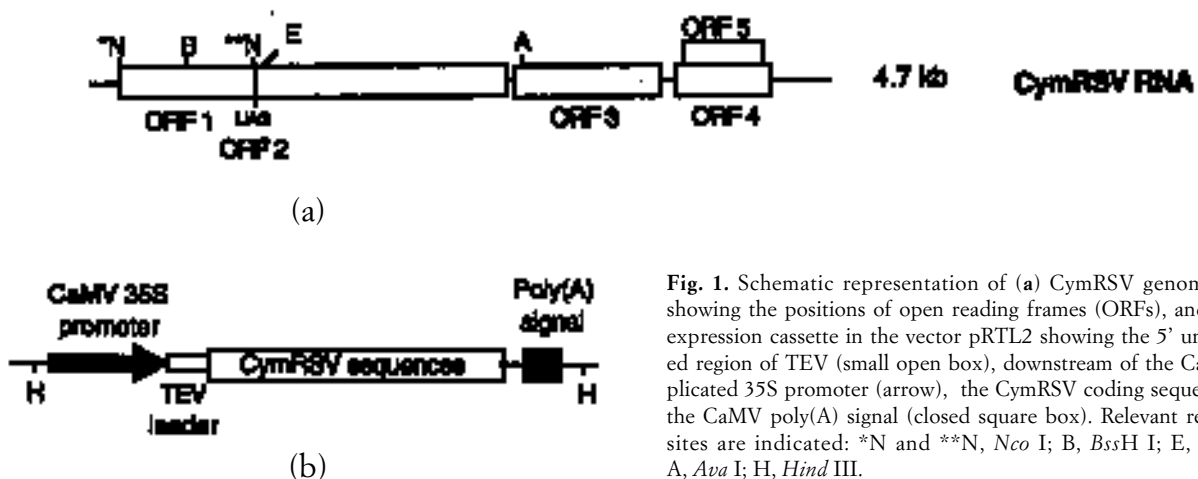 *N B **N E A ORF 5
4.7 kb CymRSV RNA
ORF 1 UAG ORF 3 ORF 4
ORF 2
(a)
CaMV 35S Poly(A)
promoter signal
CymRSV sequences
H TEV H
leader
(b)
Fig. 1. Schematic representation of (a) CymRSV genom
showing the positions of open reading frames (ORFs), and
expression cassette in the vector pRTL2 showing the 5’ un
ed region of TEV (small open box), downstream of the Ca
plicated 35S promoter (arrow), the CymRSV coding seque
the CaMV poly(A) signal (closed square box). Relevant re
sites are indicated: *N and **N, Nco I; B, BssH I; E,
A, Ava I; H, Hind III.